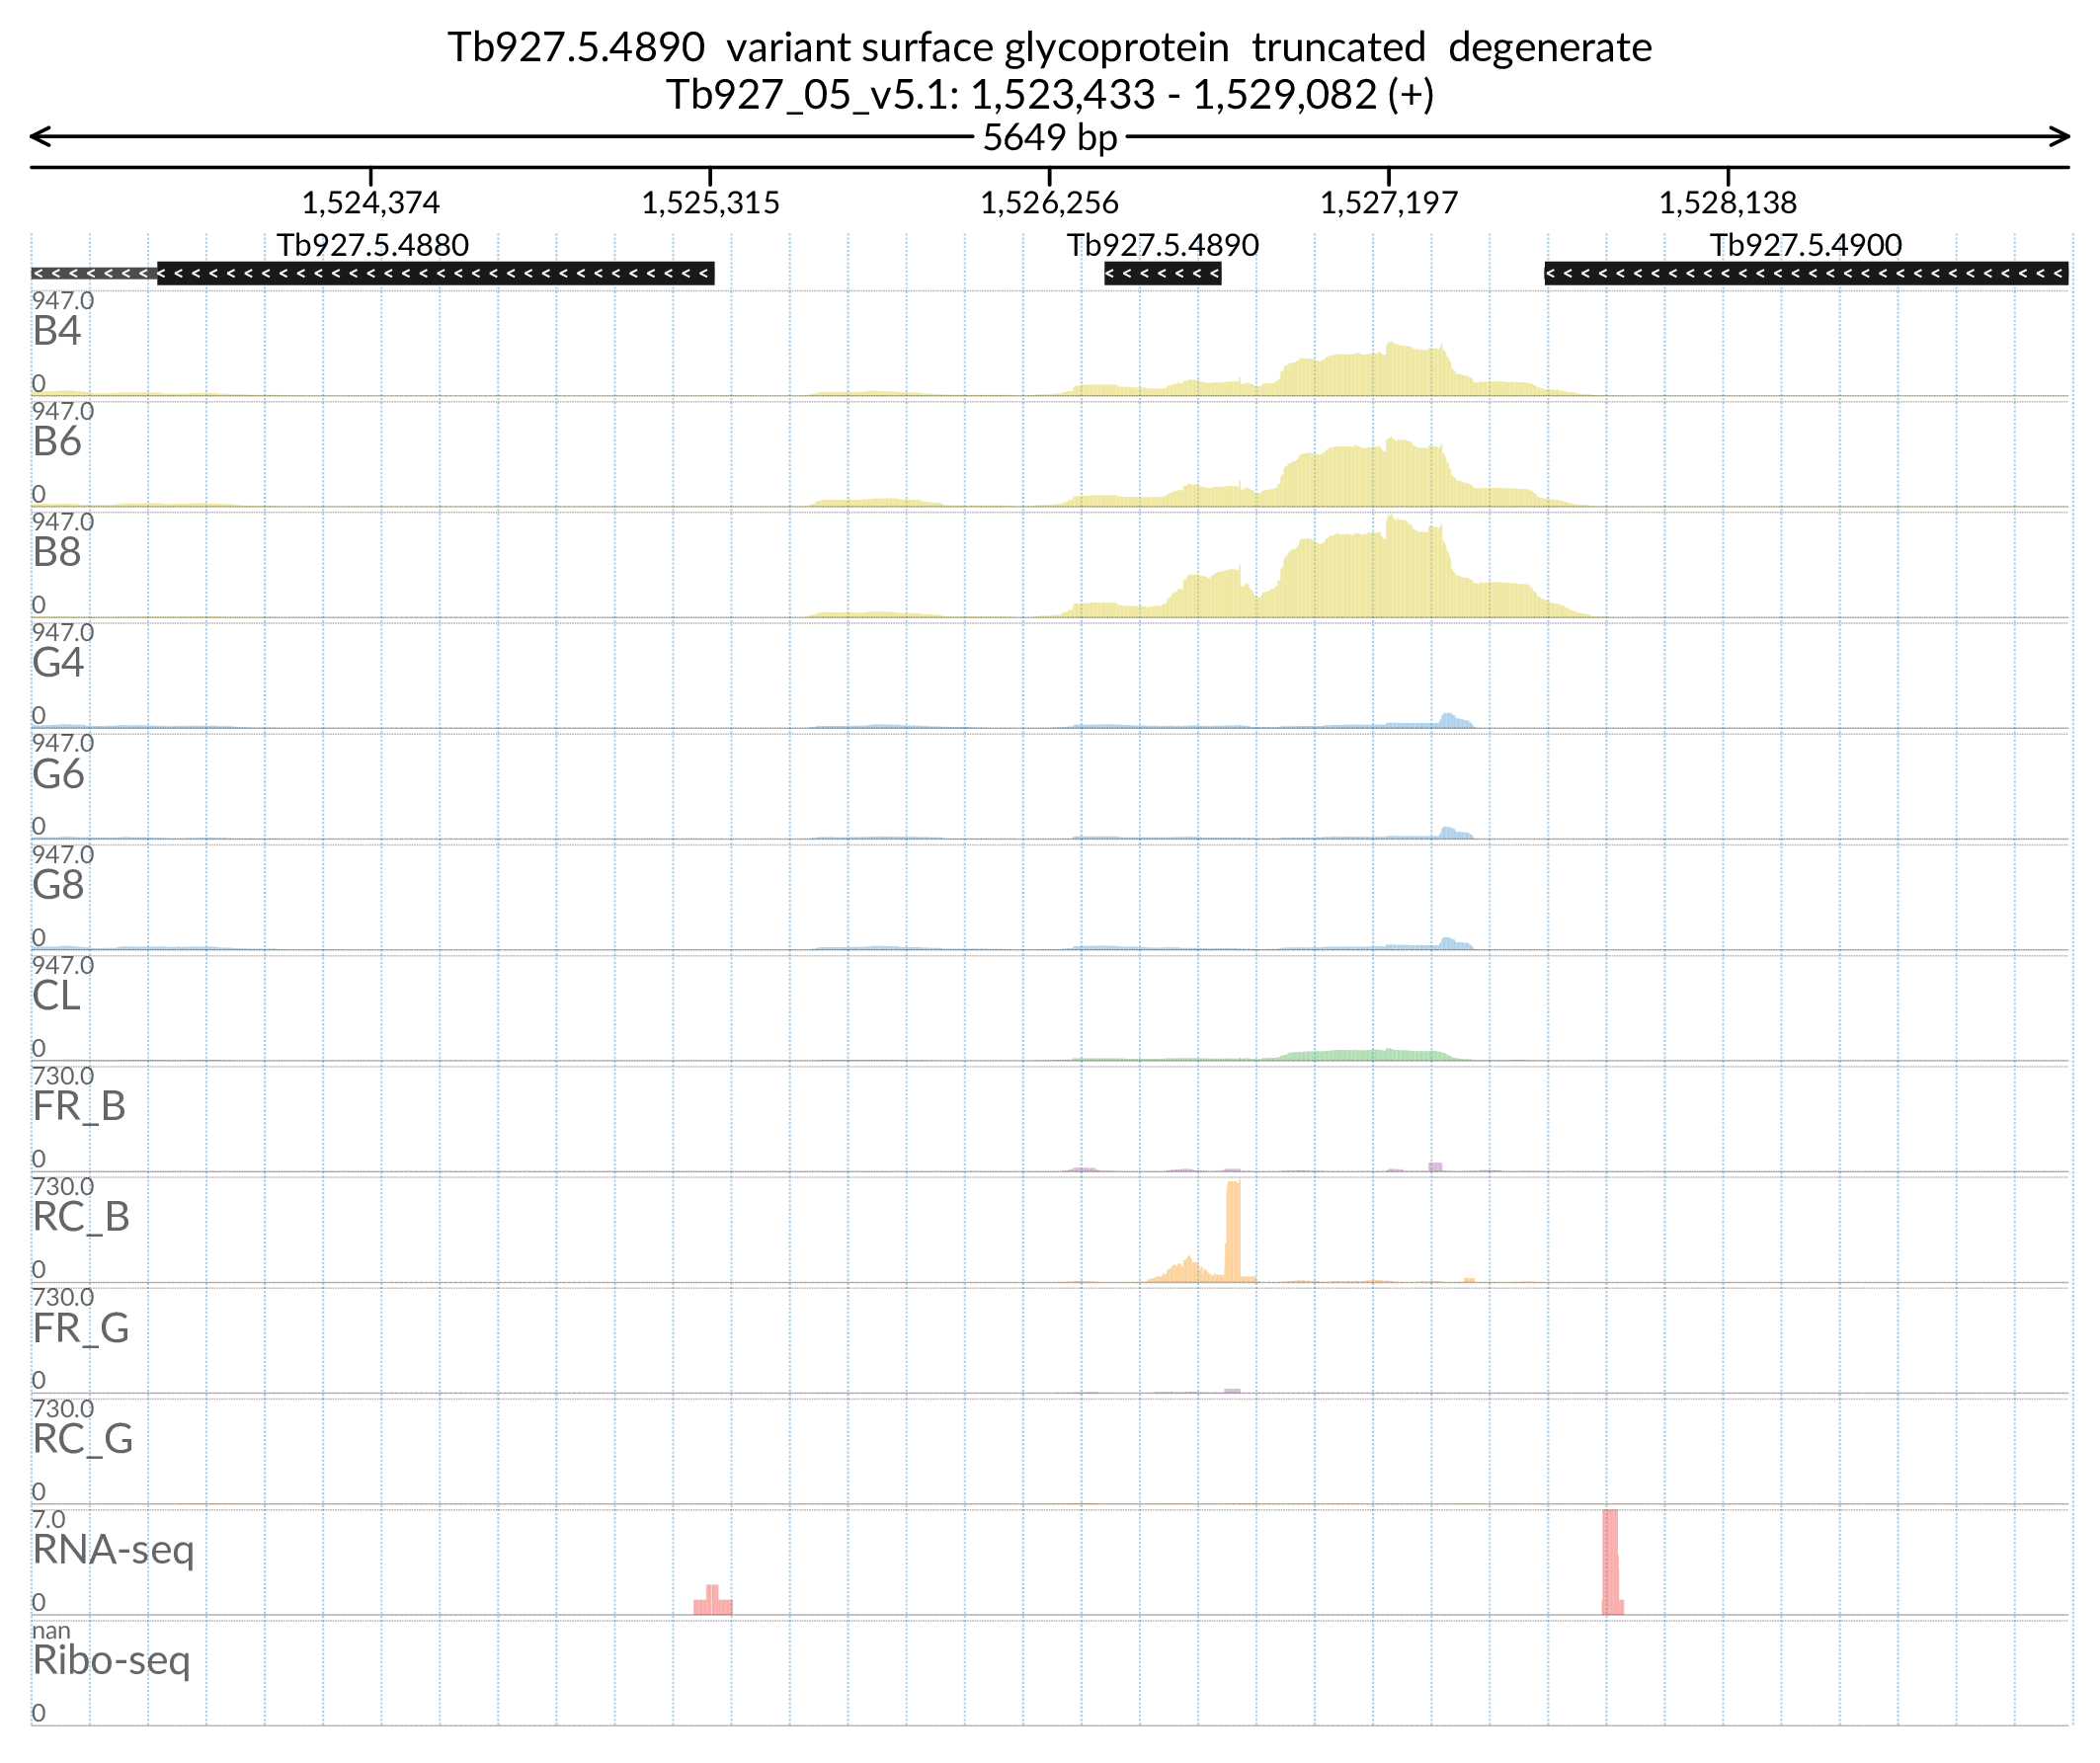 Tb927.5.4890 variant surface glycoprotein truncated degenerate
Tb927_05_v5.1: 1,523,433 - 1,529,082 (+)
5649 bp
1,524,374 1,525,315 1,526,256 1,527,197 1,528,138
Tb927.5.4880 Tb927.5.4890 Tb927.5.4900
947.0
B4
0
947.0
B6
0
947.0
B8
0
947.0
G4
0
947.0
G6
0
947.0
G8
0
947.0
CL
0
730.0
FR_B
0
730.0
RC_B
0
730.0
FR_G
0
730.0
RC_G
0
7.0
RNA-seq
0
nan
Ribo-seq
0